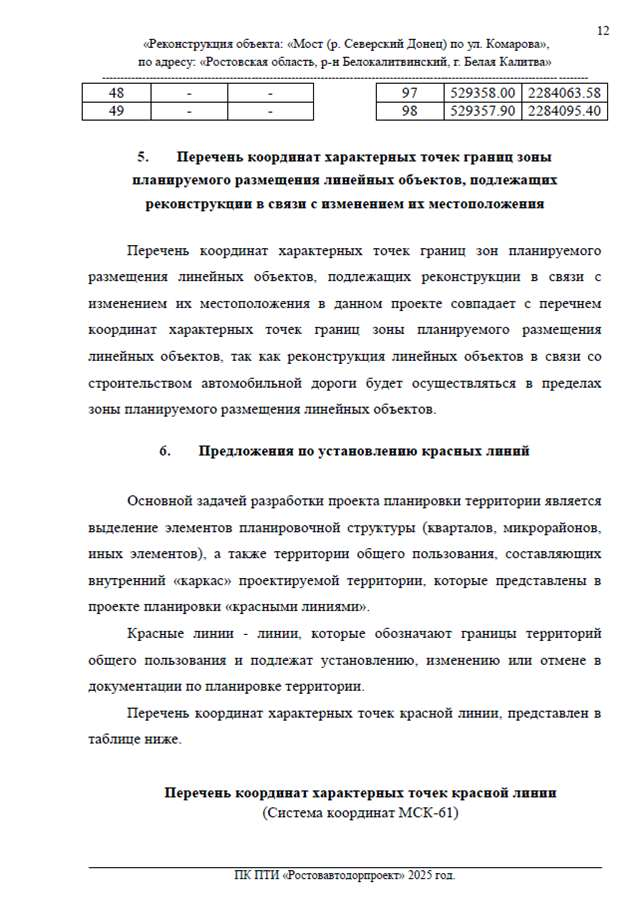 12
«Реконструкция объекта: «Мост (р. Северский Донец) по ул. Комарова»,
по адресу: «Ростовская область, р-н Белокалитвинский, г. Белая Калитва»
48 - - 97 529358.00 2284063.58
49 - - 98 529357.90 2284095.40
5. Перечень координат характерных точек границ зоны
планируемого размещения линейных объектов, подлежащих
реконструкции в связи с изменением их местоположения
Перечень координат характерных точек границ зон планируемого
размещения линейных объектов, подлежащих реконструкции в связи с
изменением их местоположения в данном проекте совпадает с перечнем
координат характерных точек границ зоны планируемого размещения
линейных объектов, так как реконструкция линейных объектов в связи со
строительством автомобильной дороги будет осуществляться в пределах
зоны планируемого размещения линейных объектов.
6. Предложения по установлению красных линий
Основной задачей разработки проекта планировки территории является
выделение элементов планировочной структуры (кварталов, микрорайонов,
иных элементов), а также территории общего пользования, составляющих
внутренний «каркас» проектируемой территории, которые представлены в
проекте планировки «красными линиями».
Красные линии - линии, которые обозначают границы территорий
общего пользования и подлежат установлению, изменению или отмене в
документации по планировке территории.
Перечень координат характерных точек красной линии, представлен в
таблице ниже.
Перечень координат характерных точек красной линии
(Система координат МСК-61)
ПК ПТИ «Ростовавтодорпроект» 2025 год.